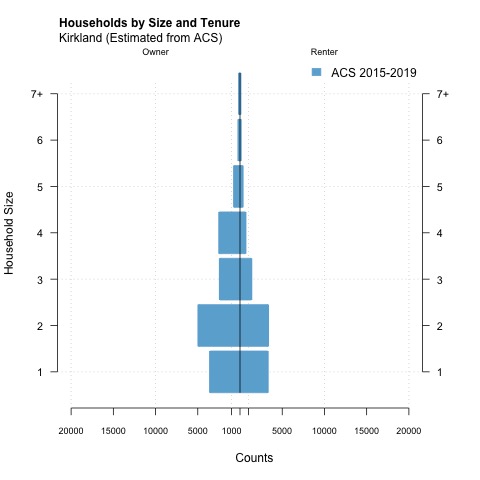 Households by Size and Tenure
Kirkland (Estimated from ACS)
Owner Renter
ACS 2015-2019
7+ 7+
6 6
5 5
4 4
3 3
2 2
1 1
Household Size
20000 15000 10000 5000 1000 5000 10000 15000 20000
Counts